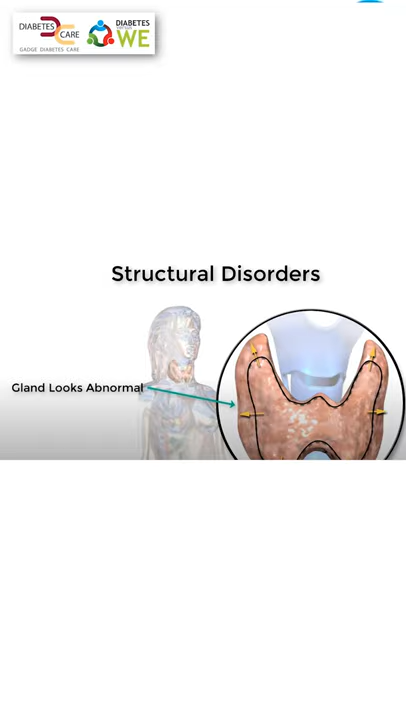 DIABETES
CARE
GADGE DIABETES CARE
DIABETES
WE
Structural Disorders
Gland Looks Abnormal